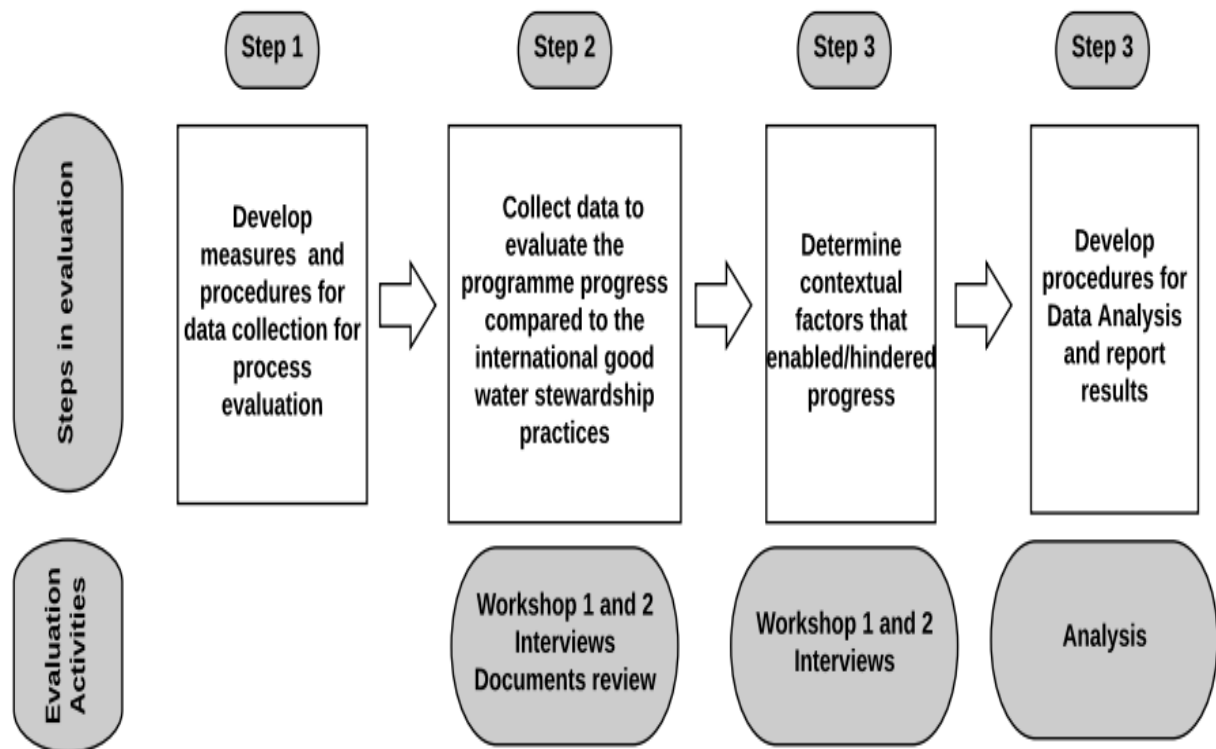 Step 1
Step 2
Step 3
Step 3
Steps in evaluation
Develop
measures and
procedures for
data collection for
process
evaluation
Collect data to
evaluate the
programme progress
compared to the
international good
water stewardship
practices
Determine
contextual
factors that
enabled/hindered
progress
Develop
procedures for
Data Analysis
and report
results
Evaluation
Activities
Workshop 1 and 2
Interviews
Documents review
Workshop 1 and 2
Interviews
Analysis